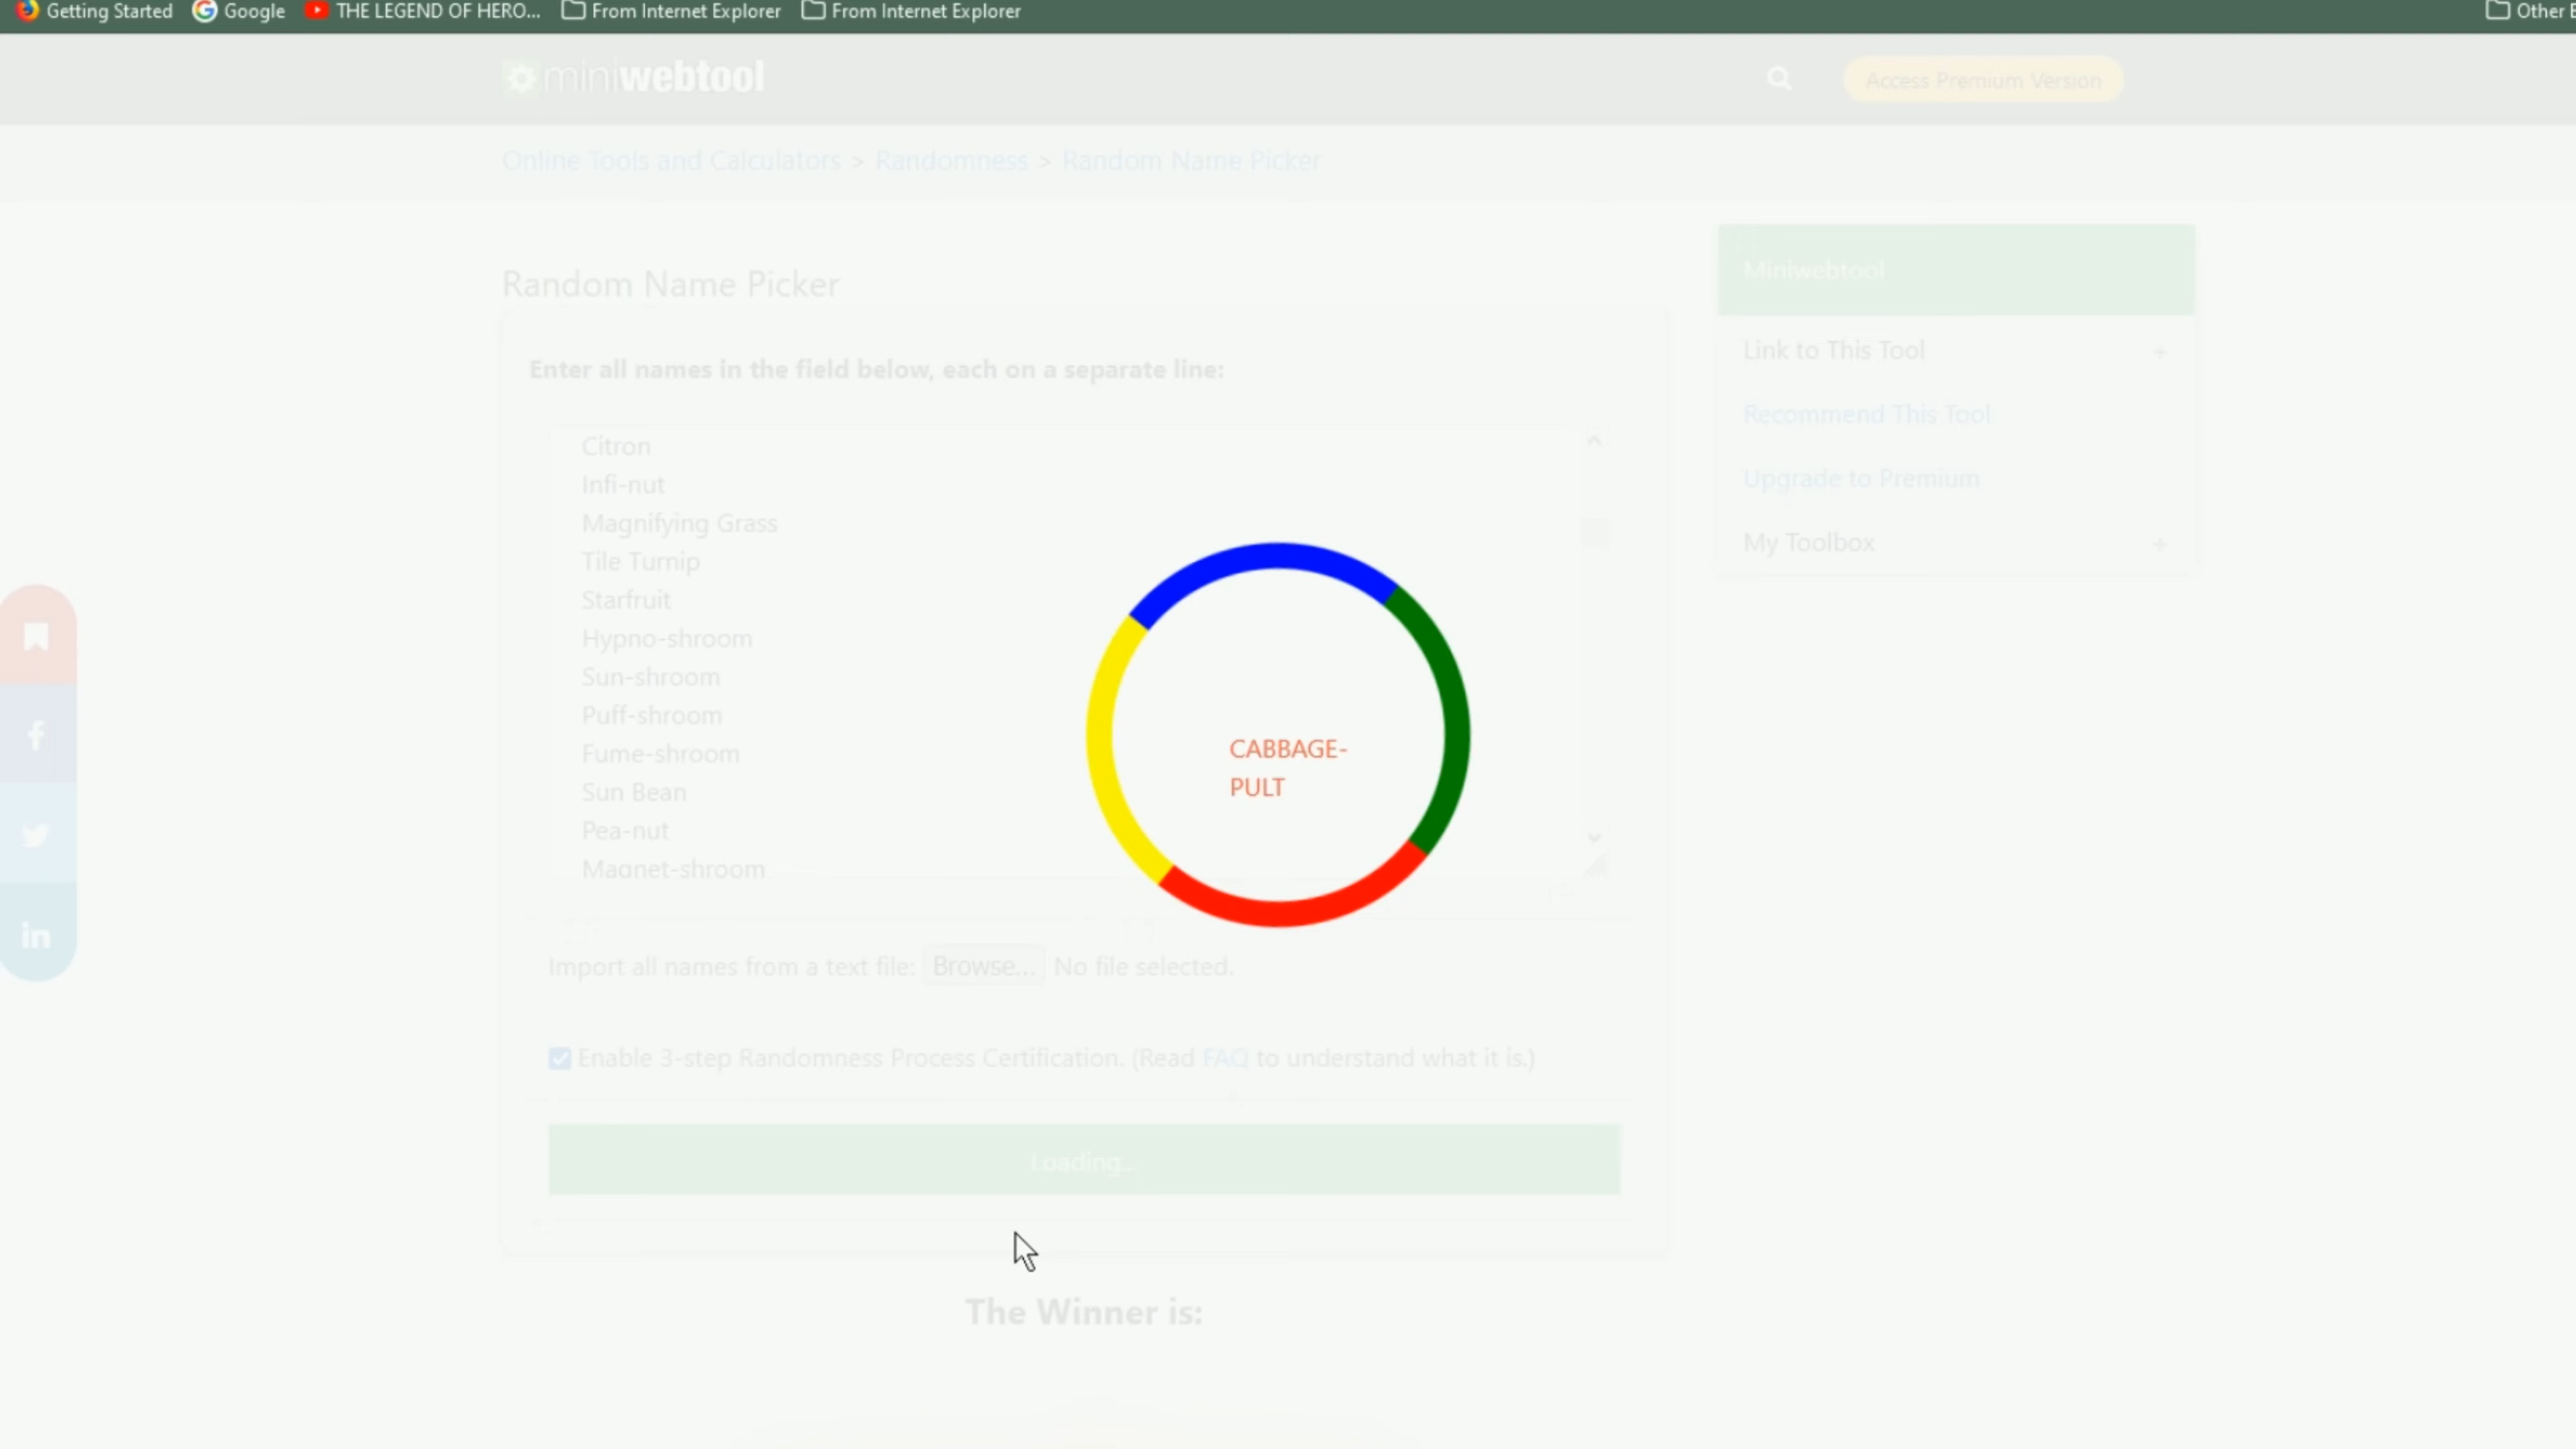 Getting Started Google THE LEGEND OF HERO... From Internet Explorer From Internet Explorer Other
miniwebtool Access Premium Version
Online Tools and Calculators > Randomness > Random Name Picker
Random Name Picker
Enter all names in the field below, each on a separate line:
Citron
Infi-nut
Magnifying Grass
Tile Turnip
Starfruit
Hypno-shroom
Sun-shroom
Puff-shroom
Fume-shroom
Sun Bean
Pea-nut
Magnet-shroom
CABBAGE-
PULT
Import all names from a text file: Browse... No file selected.
Enable 3-step Randomness Process Certification. (Read FAQ to understand what it is.)
Loading...
The Winner is:
Miniwebtool
Link to This Tool +
Recommend This Tool
Upgrade to Premium
My Toolbox +
f
in